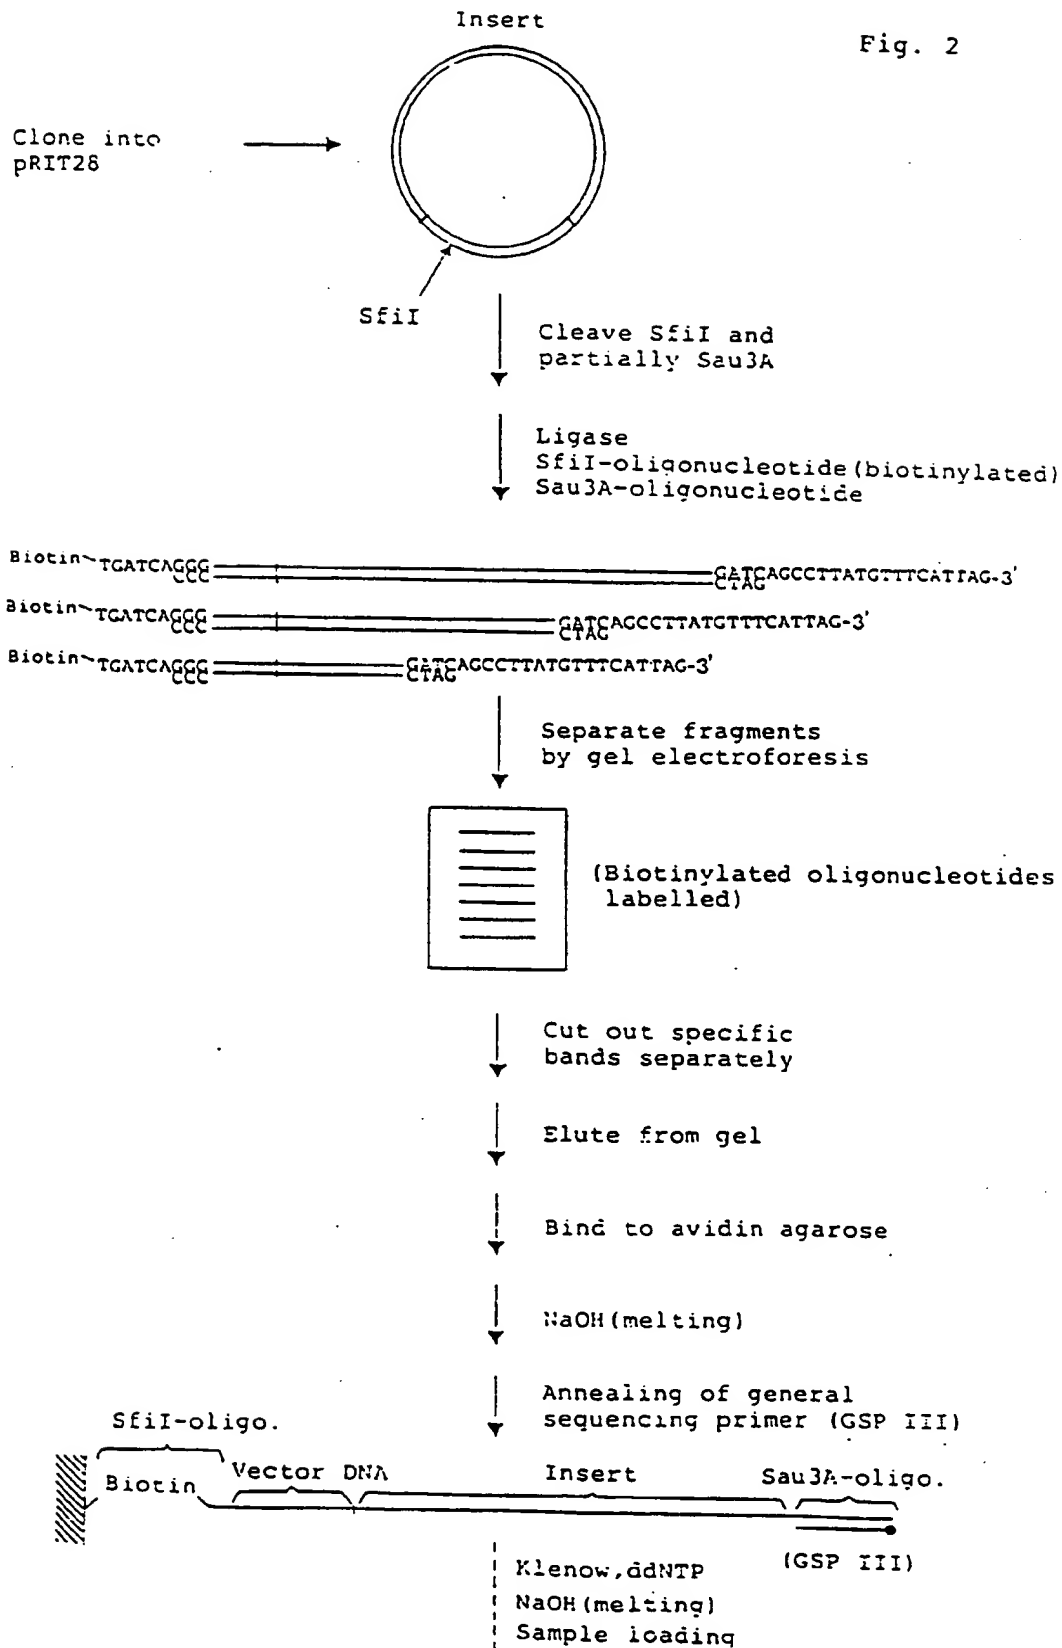 Insert
Fig. 2
Clone into
pRIT28
SfiI
Cleave SfiI and
partially Sau3A
Ligase
SfiI-oligonucleotide(biotinylated)
Sau3A-oligonucleotide
Biotin TGATCAGGG GATCAGCCTTATGTTTCATTAG-3'
CCC CTAG
Biotin TGATCAGGG GATCAGCCTTATGTTTCATTAG-3'
CCC CTAG
Biotin TGATCAGGG GATCAGCCTTATGTTTCATTAG-3'
CCC CTAG
Separate fragments
by gel electroforesis
(Biotinylated oligonucleotides
labelled)
Cut out specific
bands separately
Elute from gel
Bind to avidin agarose
NaOH(melting)
Annealing of general
sequencing primer (GSP III)
SfiI-oligo.
Biotin Vector DNA Insert Sau3A-oligo.
(GSP III)
Klenow,ddNTP
NaOH(melting)
Sample loading